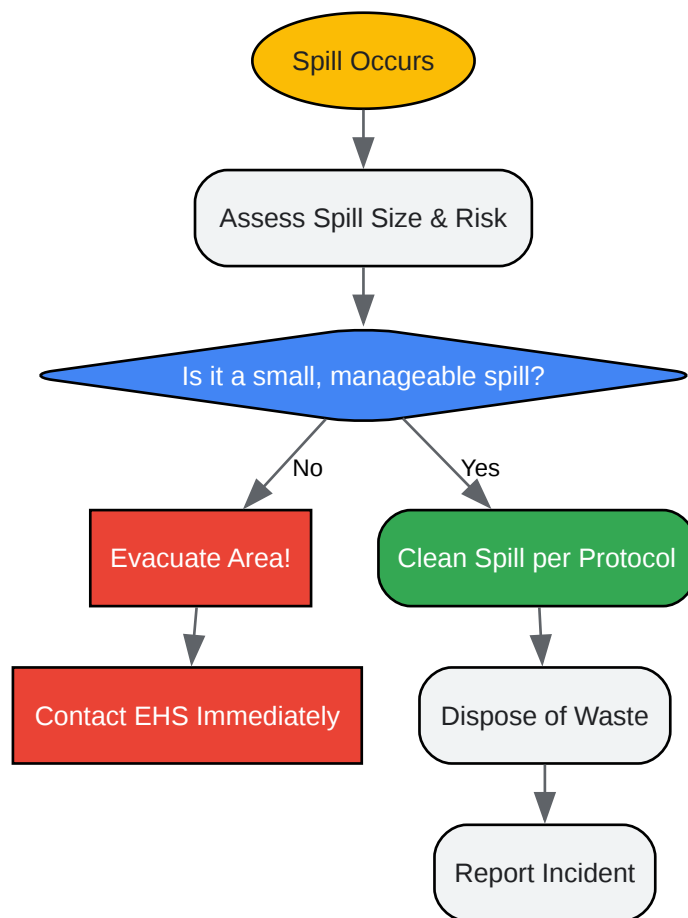 Spill Occurs
Assess Spill Size & Risk
Is it a small, manageable spill?
No
Yes
Evacuate Area!
Clean Spill per Protocol
Contact EHS Immediately
Dispose of Waste
Report Incident